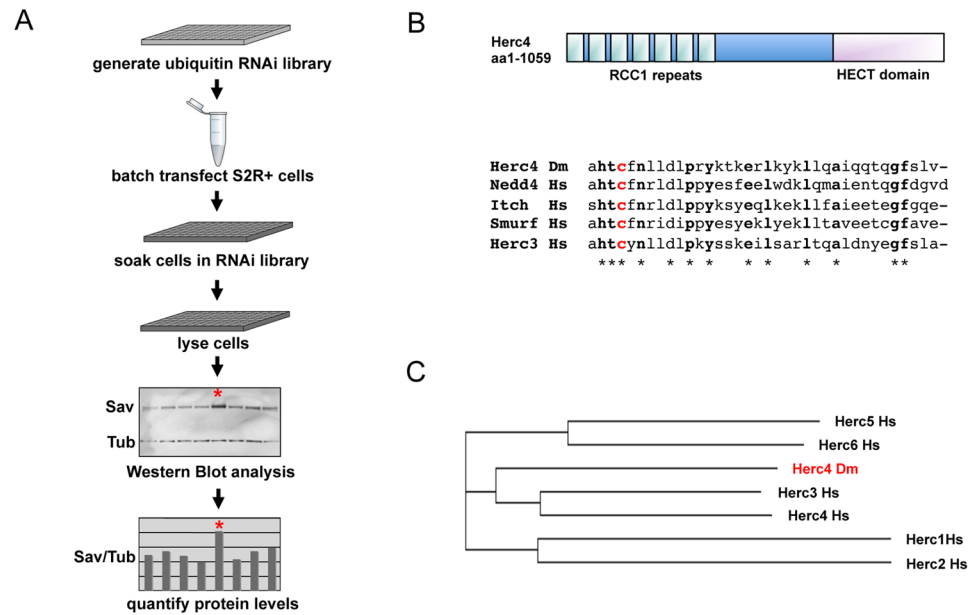 A
generate ubiquitin RNAi library
batch transfect S2R+ cells
soak cells in RNAi library
lyse cells
*
Sav
Tub
Western Blot analysis
*
Sav/Tub
quantify protein levels
B
Herc4
aa1-1059
RCC1 repeats
HECT domain
Herc4 Dm ahtcfnlldlpryktkerlkyklllqaiqqtqgfslv-
Nedd4 Hs ahtcfnrldlppyesfeelwdklqmaientqgfdgvd
Itch Hs shtcfnrldlppyksyeqlkekllfaieetegfgqe-
Smurf Hs ahtcfnridippyesyeklyeklltaveetcgfave-
Herc3 Hs ahtcynlldlpkysskeilsarltqaldnyegfsla-
*** * * * * * * * * **
C
Herc5 Hs
Herc6 Hs
Herc4 Dm
Herc3 Hs
Herc4 Hs
Herc1Hs
Herc2 Hs